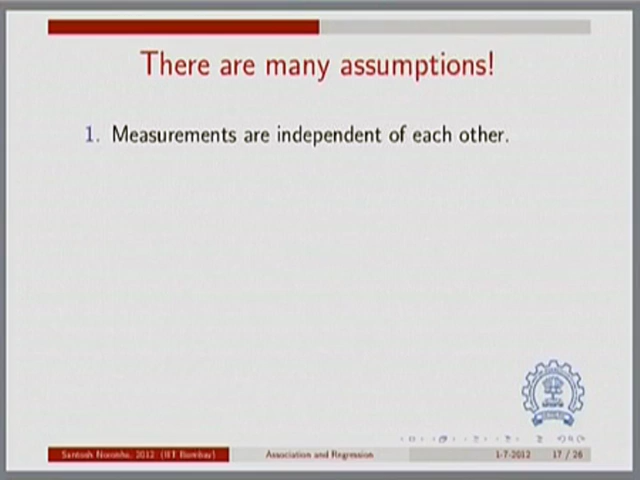 There are many assumptions!
1. Measurements are independent of each other.
Santosh Noronha, 2012 (IIT Bombay)
Association and Regression
1-7-2012
17 / 26